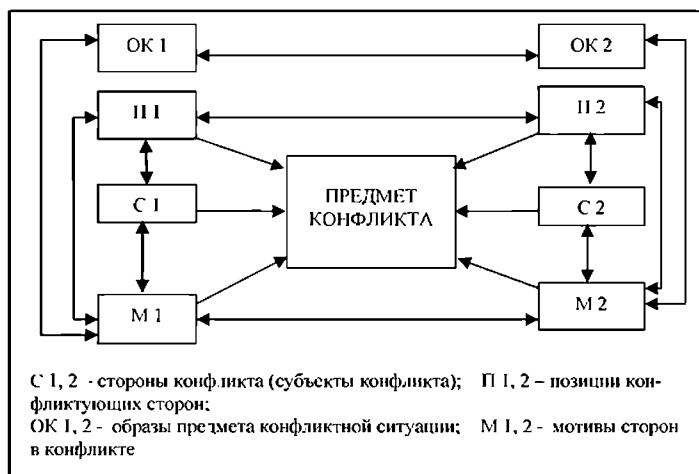 ОК 1 ОК 2
П 1 П 2
ПРЕДМЕТ
КОНФЛИКТА
С 1 С 2
М 1 М 2
С 1, 2 - стороны конфликта (субъекты конфликта); П 1, 2 – позиции кон-
фликтующих сторон;
ОК 1, 2 - образы предмета конфликтной ситуации; М 1, 2 - мотивы сторон
в конфликте